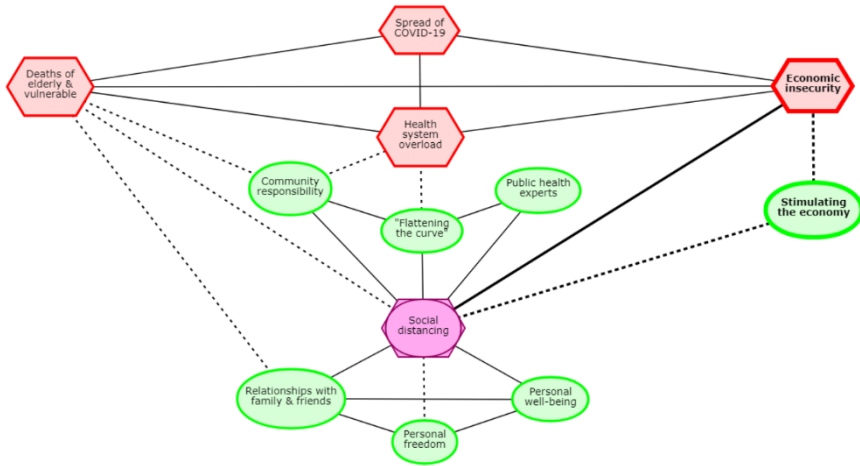 Spread of
COVID-19
Deaths of
elderly &
vulnerable
Economic
insecurity
Health
system
overload
Community
responsibility
Public health
experts
"Flattening
the curve"
Stimulating
the economy
Social
distancing
Relationships with
family & friends
Personal
well-being
Personal
freedom